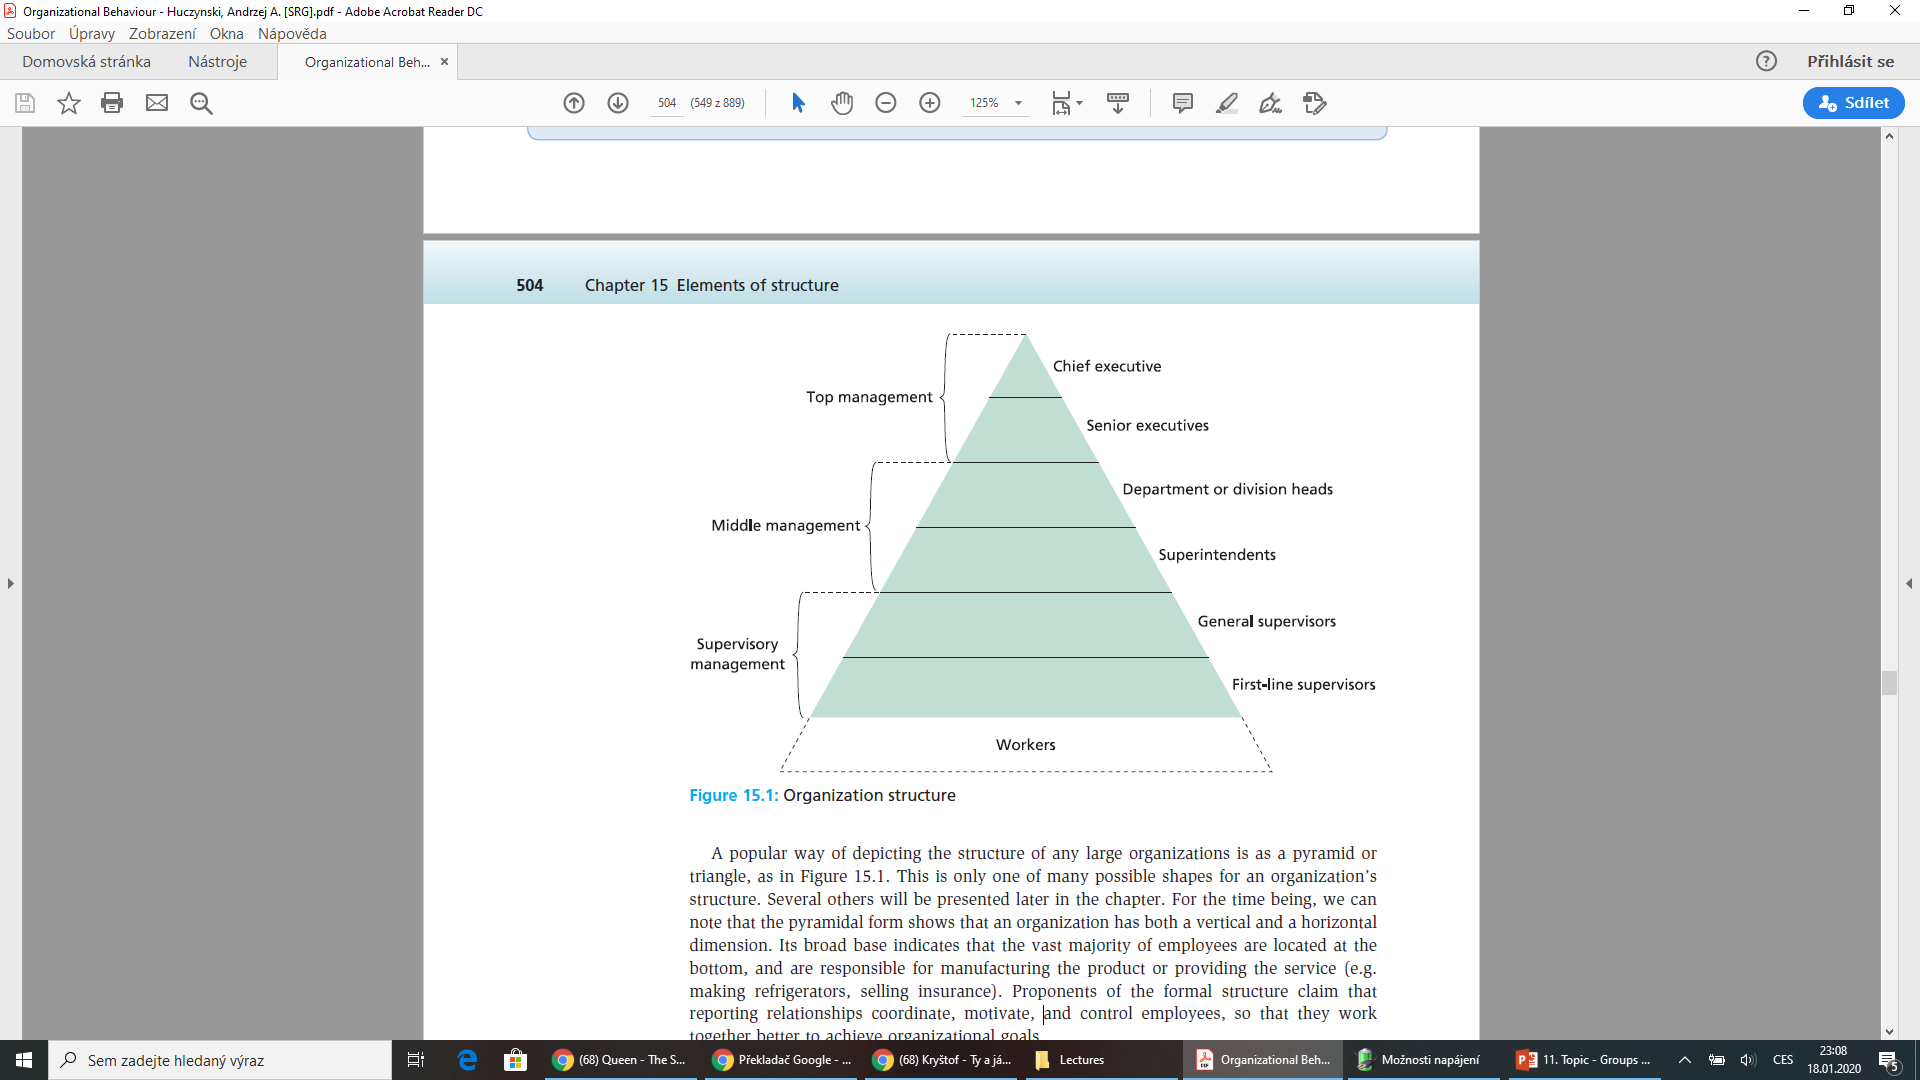 Organizational Behaviour - Huczynski, Andrzej A. [SRG].pdf - Adobe Acrobat Reader DC
Soubor Úpravy Zobrazení Okna Nápověda
Domovská stránka Nástroje Organizational Beh... × ? Přihlásit se
504 (549 z 889) 125% Sdílet
504 Chapter 15 Elements of structure
Chief executive
Top management
Senior executives
Department or division heads
Middle management
Superintendents
General supervisors
Supervisory
management
First-line supervisors
Workers
Figure 15.1: Organization structure
A popular way of depicting the structure of any large organizations is as a pyramid or
triangle, as in Figure 15.1. This is only one of many possible shapes for an organization's
structure. Several others will be presented later in the chapter. For the time being, we can
note that the pyramidal form shows that an organization has both a vertical and a horizontal
dimension. Its broad base indicates that the vast majority of employees are located at the
bottom, and are responsible for manufacturing the product or providing the service (e.g.
making refrigerators, selling insurance). Proponents of the formal structure claim that
reporting relationships coordinate, motivate, and control employees, so that they work
together better to achieve organizational goals.
Sem zadejte hledaný výraz (68) Queen - The S... Překladač Google - ... (68) Kryštof - Ty a já... Lectures Organizational Beh... Možnosti napájení 11. Topic - Groups ... CES 23:08
18.01.2020 5